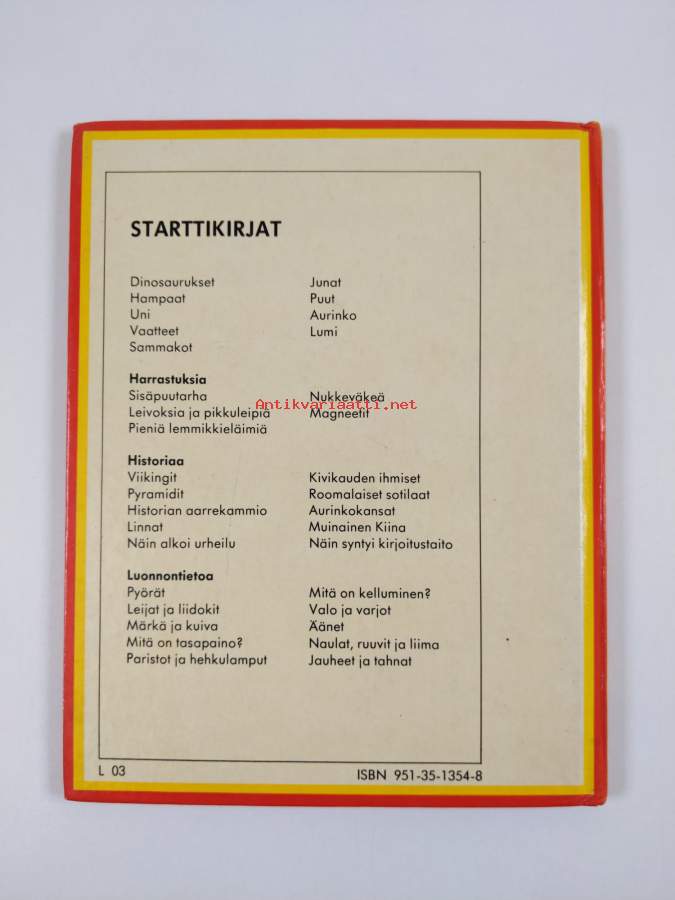 STARTTIKIRJAT
Dinosaurukset Junat
Hampaat Puut
Uni Aurinko
Vaatteet Lumi
Sammakot
Harrastuksia
Sisäpuutarha Nukkeväkeä
Antikvariaatti.net
Leivoksia ja pikkuleipiä Magneetit
Pieniä lemmikkieläimiä
Historiaa
Viikingit Kivikauden ihmiset
Pyramidit Roomalaiset sotilaat
Historian aarrekammio Aurinkokansat
Linnat Muinainen Kiina
Näin alkoi urheilu Näin syntyi kirjoitustaito
Luonnontietoa
Pyörät Mitä on kelluminen?
Leijat ja liidokit Valo ja varjot
Märkä ja kuiva Äänet
Mitä on tasapaino? Naulat, ruuvit ja liima
Paristot ja hehkulamput Jauheet ja tahnat
L 03 ISBN 951-35-1354-8